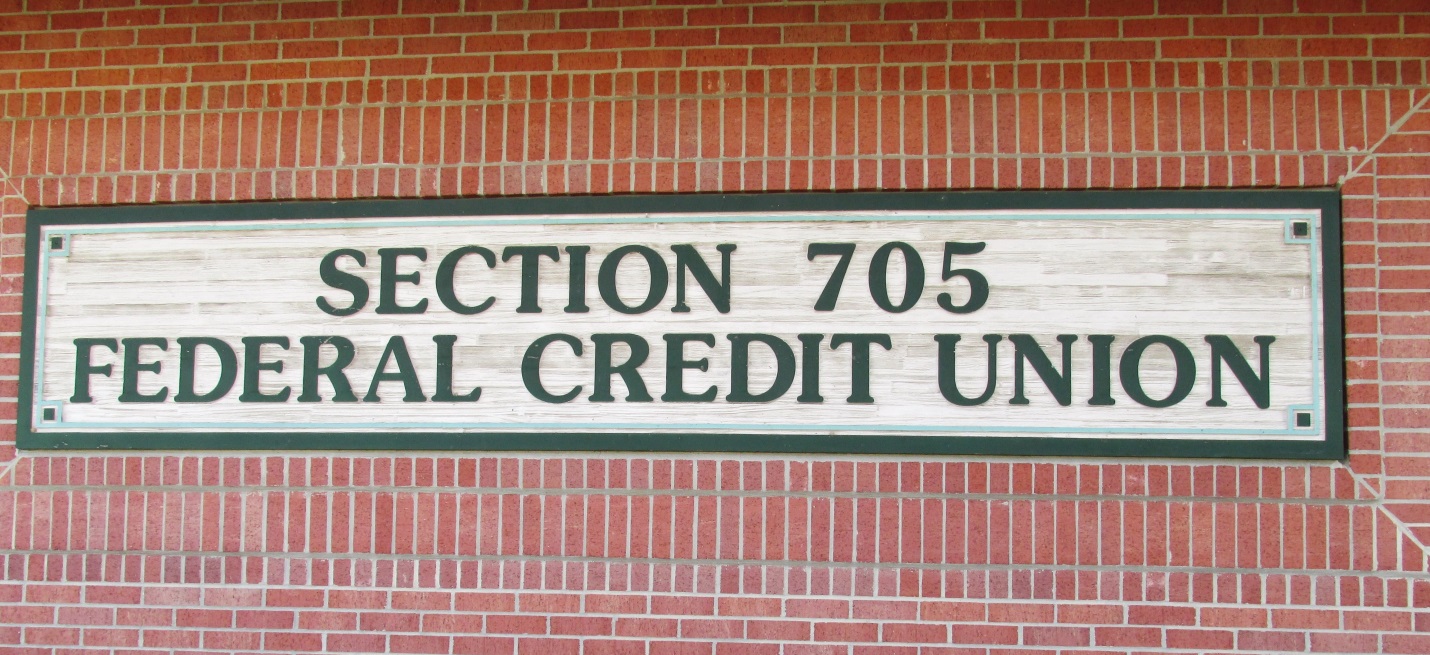 SECTION 705
FEDERAL CREDIT UNION